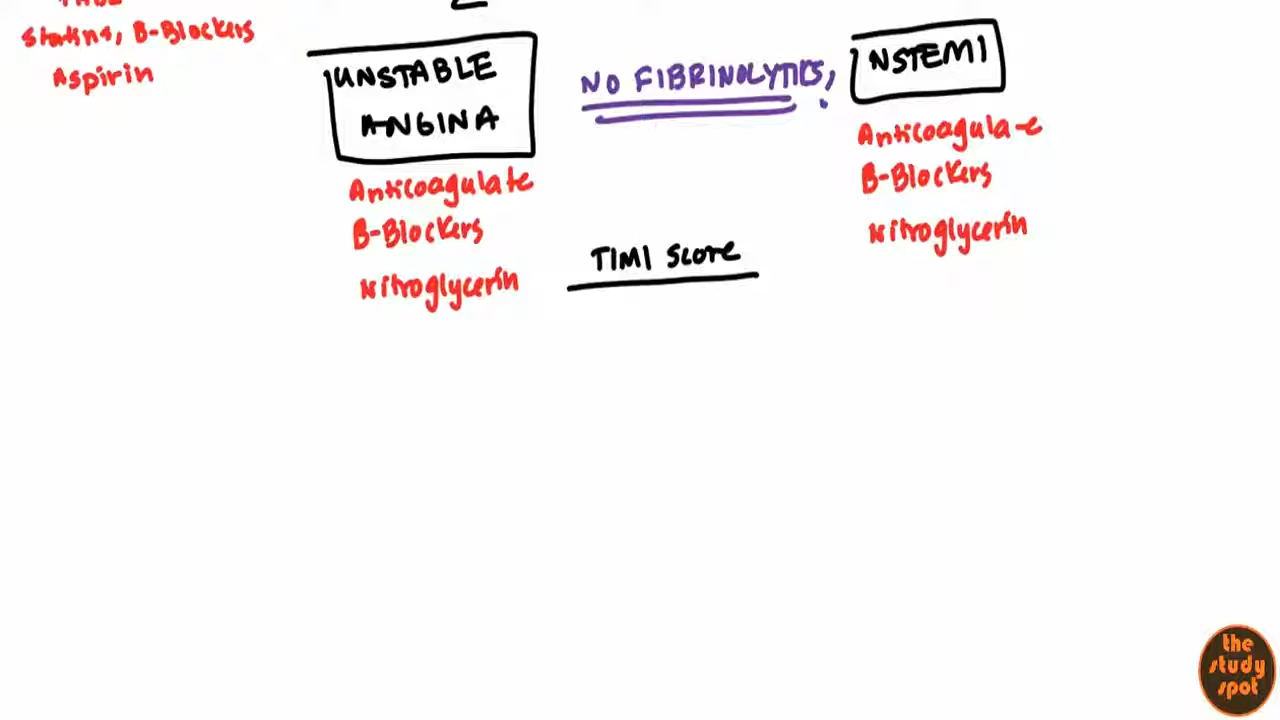 Statins, B-Blockers
Aspirin
UNSTABLE
ANGINA
Anticoagulate
B-Blockers
Nitroglycerin
NO FIBRINOLYTICS,
TIMI Score
NSTEMI
Anticoagulate
B-Blockers
Nitroglycerin
the
study
spot